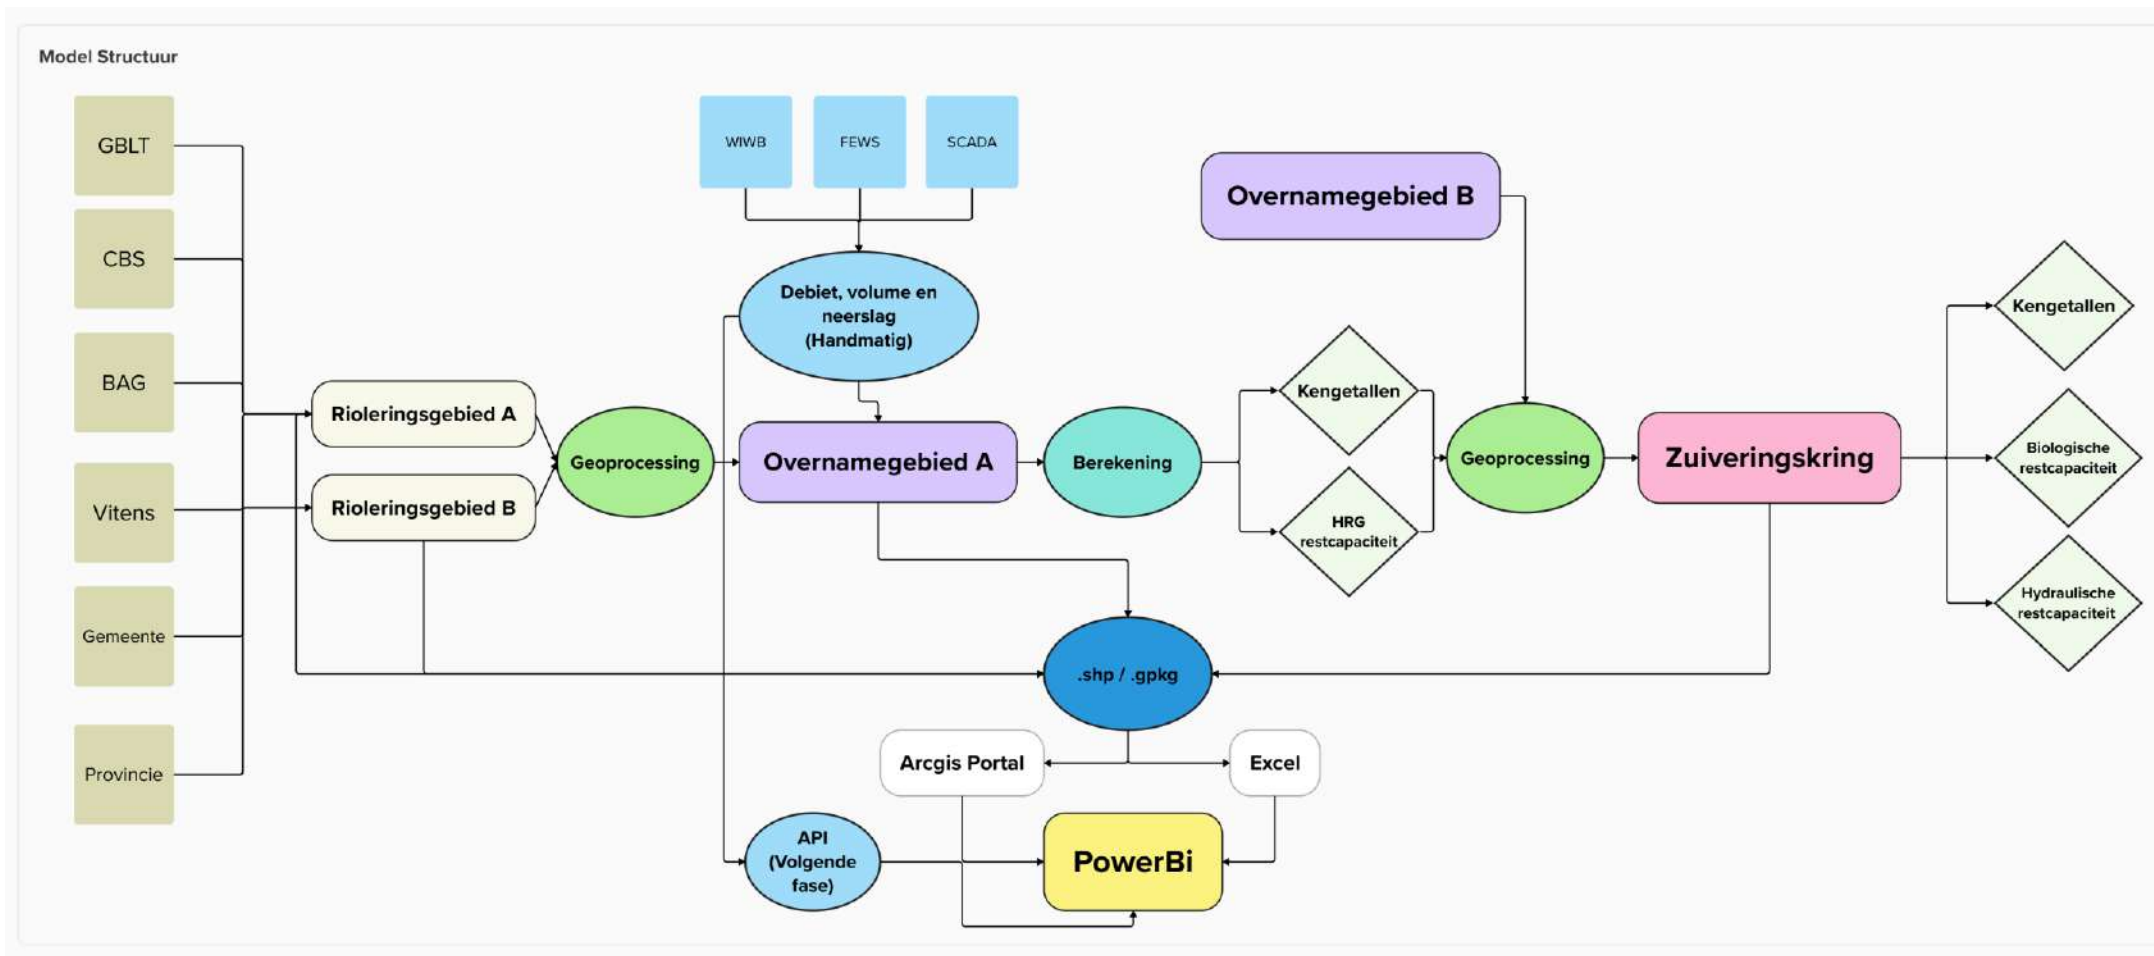 Model Structuur
GBLT
CBS
BAG
Vitens
Gemeente
Provincie
Rioleringsgebied A
Rioleringsgebied B
Geoprocessing
WIWB
FEWS
SCADA
Debiet, volume en
neerslag
(Handmatig)
Overnamegebied A
Berekening
Kengetallen
HRG
restcapaciteit
Overnamegebied B
Geoprocessing
Zuiveringskring
Kengetallen
Biologische
restcapaciteit
Hydraulische
restcapaciteit
.shp / .gpkg
Arcgis Portal
Excel
API
(Volgende
fase)
PowerBi